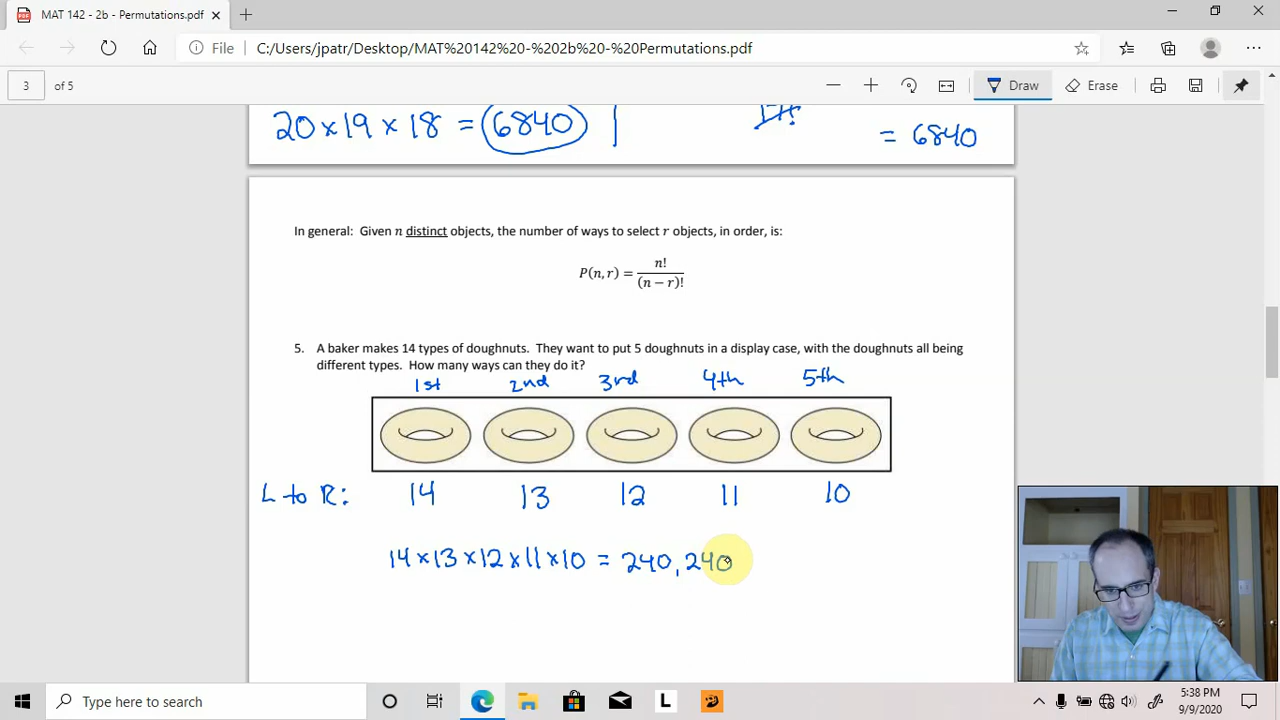 MAT 142 - 2b - Permutations.pdf
File C:/Users/jpatr/Desktop/MAT%20142%20-%202b%20-%20Permutations.pdf
3 of 5 Draw Erase
20 × 19 × 18 = 6840
= 6840
In general: Given n distinct objects, the number of ways to select r objects, in order, is:
P(n, r) = n! / (n − r)!
5. A baker makes 14 types of doughnuts. They want to put 5 doughnuts in a display case, with the doughnuts all being
different types. How many ways can they do it?
1st 2nd 3rd 4th 5th
L to R: 14 13 12 11 10
14 × 13 × 12 × 11 × 10 = 240,240
Type here to search
L
5:38 PM
9/9/2020